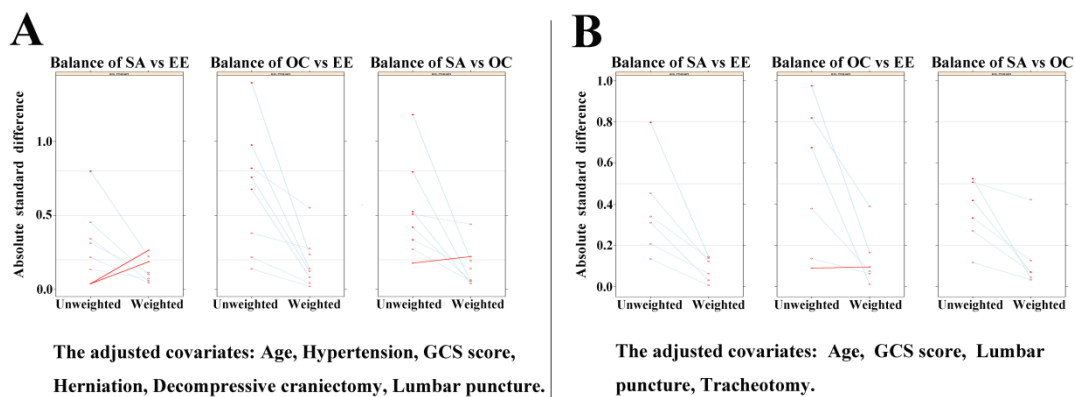 A
Balance of SA vs EE
Balance of OC vs EE
Balance of SA vs OC
Absolute standard difference
1.0
0.5
0.0
Unweighted Weighted
Unweighted Weighted
Unweighted Weighted
The adjusted covariates: Age, Hypertension, GCS score,
Herniation, Decompressive craniectomy, Lumbar puncture.
B
Balance of SA vs EE
Balance of OC vs EE
Balance of SA vs OC
Absolute standard difference
1.0
0.8
0.6
0.4
0.2
0.0
Unweighted Weighted
Unweighted Weighted
Unweighted Weighted
The adjusted covariates: Age, GCS score, Lumbar
puncture, Tracheotomy.